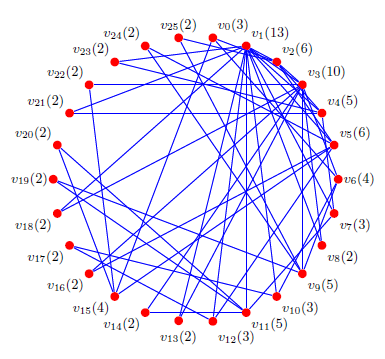 v25(2) v0(3)
v24(2) v1(13)
v23(2) v2(6)
v22(2) v3(10)
v21(2) v4(5)
v20(2) v5(6)
v19(2) v6(4)
v18(2) v7(3)
v17(2) v8(2)
v16(2) v9(5)
v15(4) v10(3)
v14(2) v11(5)
v13(2) v12(3)